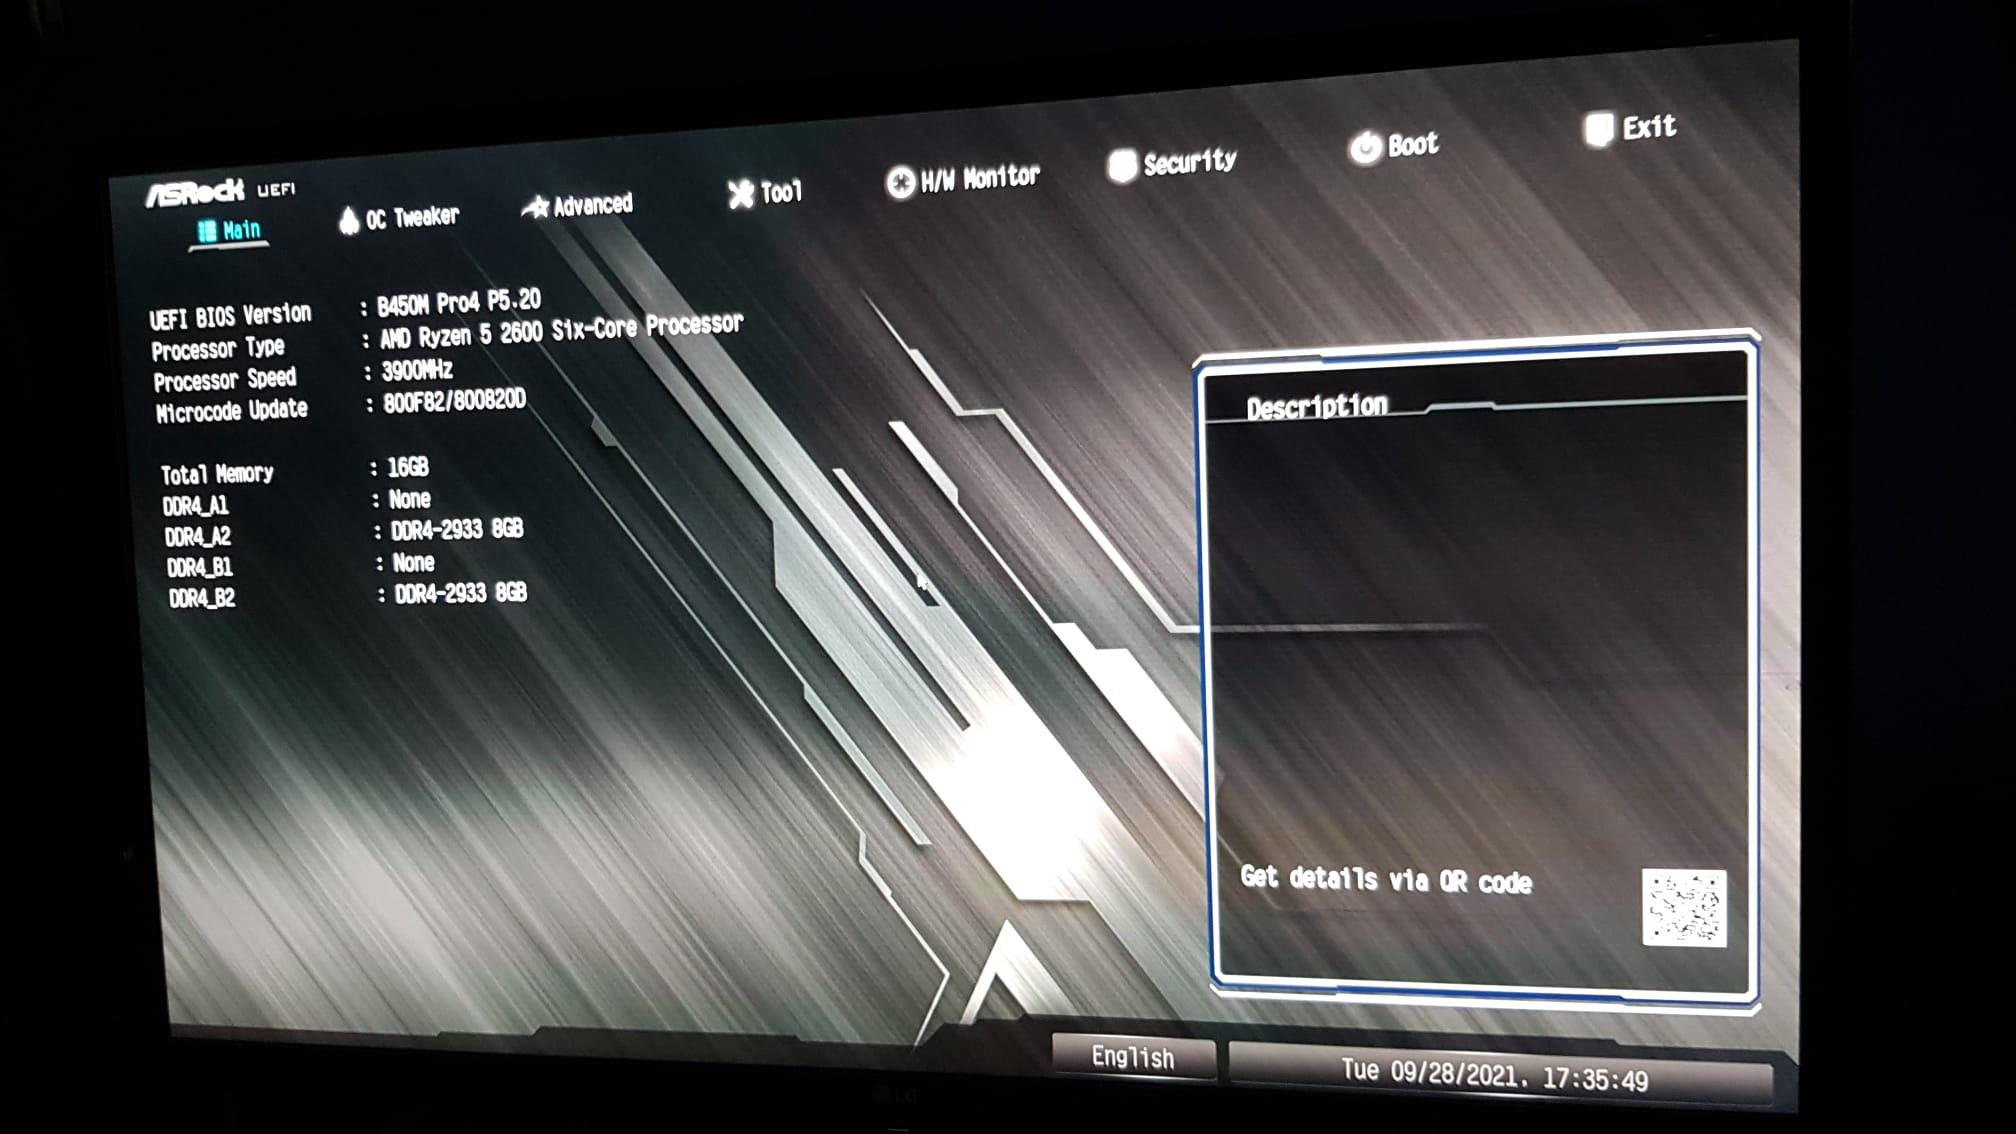 ASRock UEFI
Main
OC Tweaker
Advanced
Tool
H/W Monitor
Security
Boot
Exit
UEFI BIOS Version : B450M Pro4 P5.20
Processor Type : AMD Ryzen 5 2600 Six-Core Processor
Processor Speed : 3900MHz
Microcode Update : 800F82/800820D
Total Memory : 16GB
DDR4_A1 : None
DDR4_A2 : DDR4-2933 8GB
DDR4_B1 : None
DDR4_B2 : DDR4-2933 8GB
Description
Get details via QR code
English
Tue 09/28/2021. 17:35:49
LG